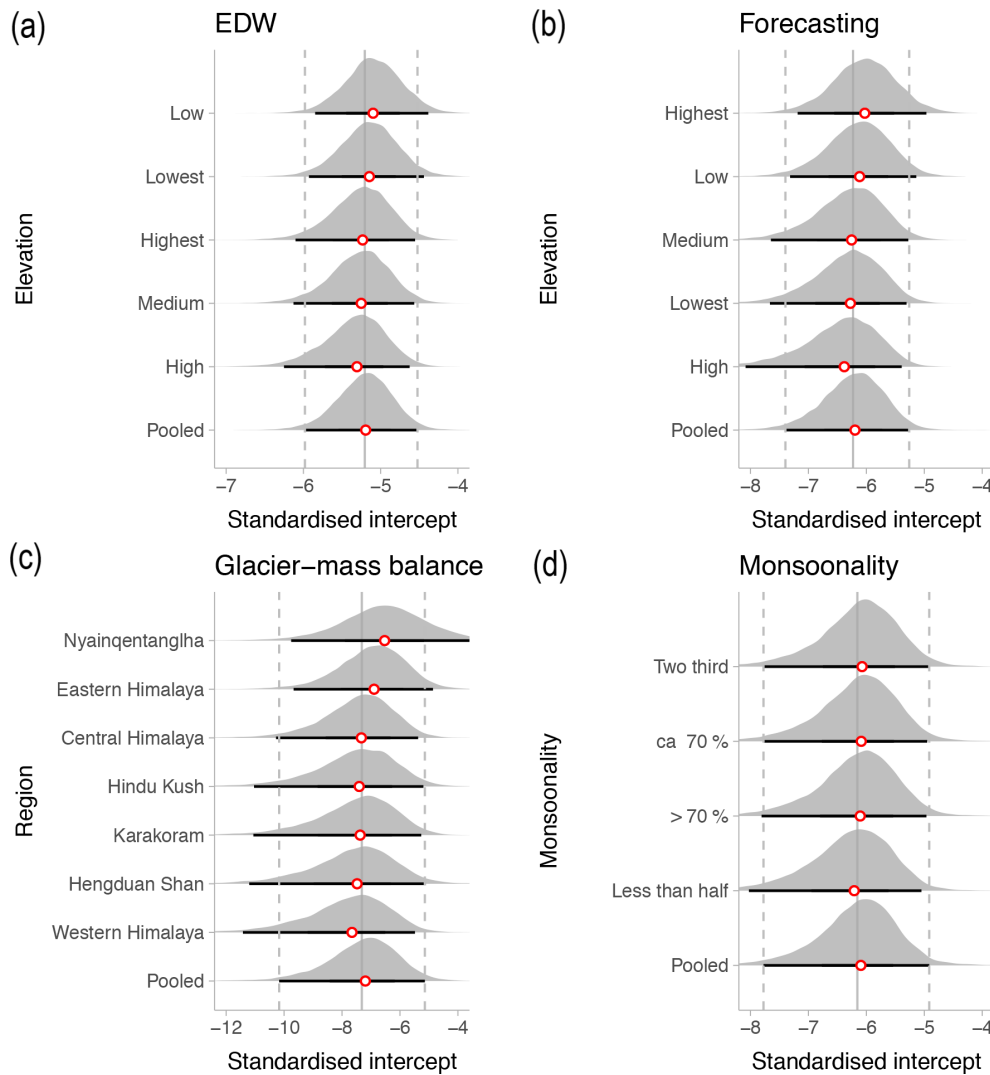 (a)
EDW
Elevation
Low
Lowest
Highest
Medium
High
Pooled
−7 −6 −5 −4
Standardised intercept
(b)
Forecasting
Elevation
Highest
Low
Medium
Lowest
High
Pooled
−8 −7 −6 −5 −4
Standardised intercept
(c)
Glacier−mass balance
Region
Nyainqentanglha
Eastern Himalaya
Central Himalaya
Hindu Kush
Karakoram
Hengduan Shan
Western Himalaya
Pooled
−12 −10 −8 −6 −4
Standardised intercept
(d)
Monsoonality
Monsoonality
Two third
ca 70 %
> 70 %
Less than half
Pooled
−8 −7 −6 −5 −4
Standardised intercept